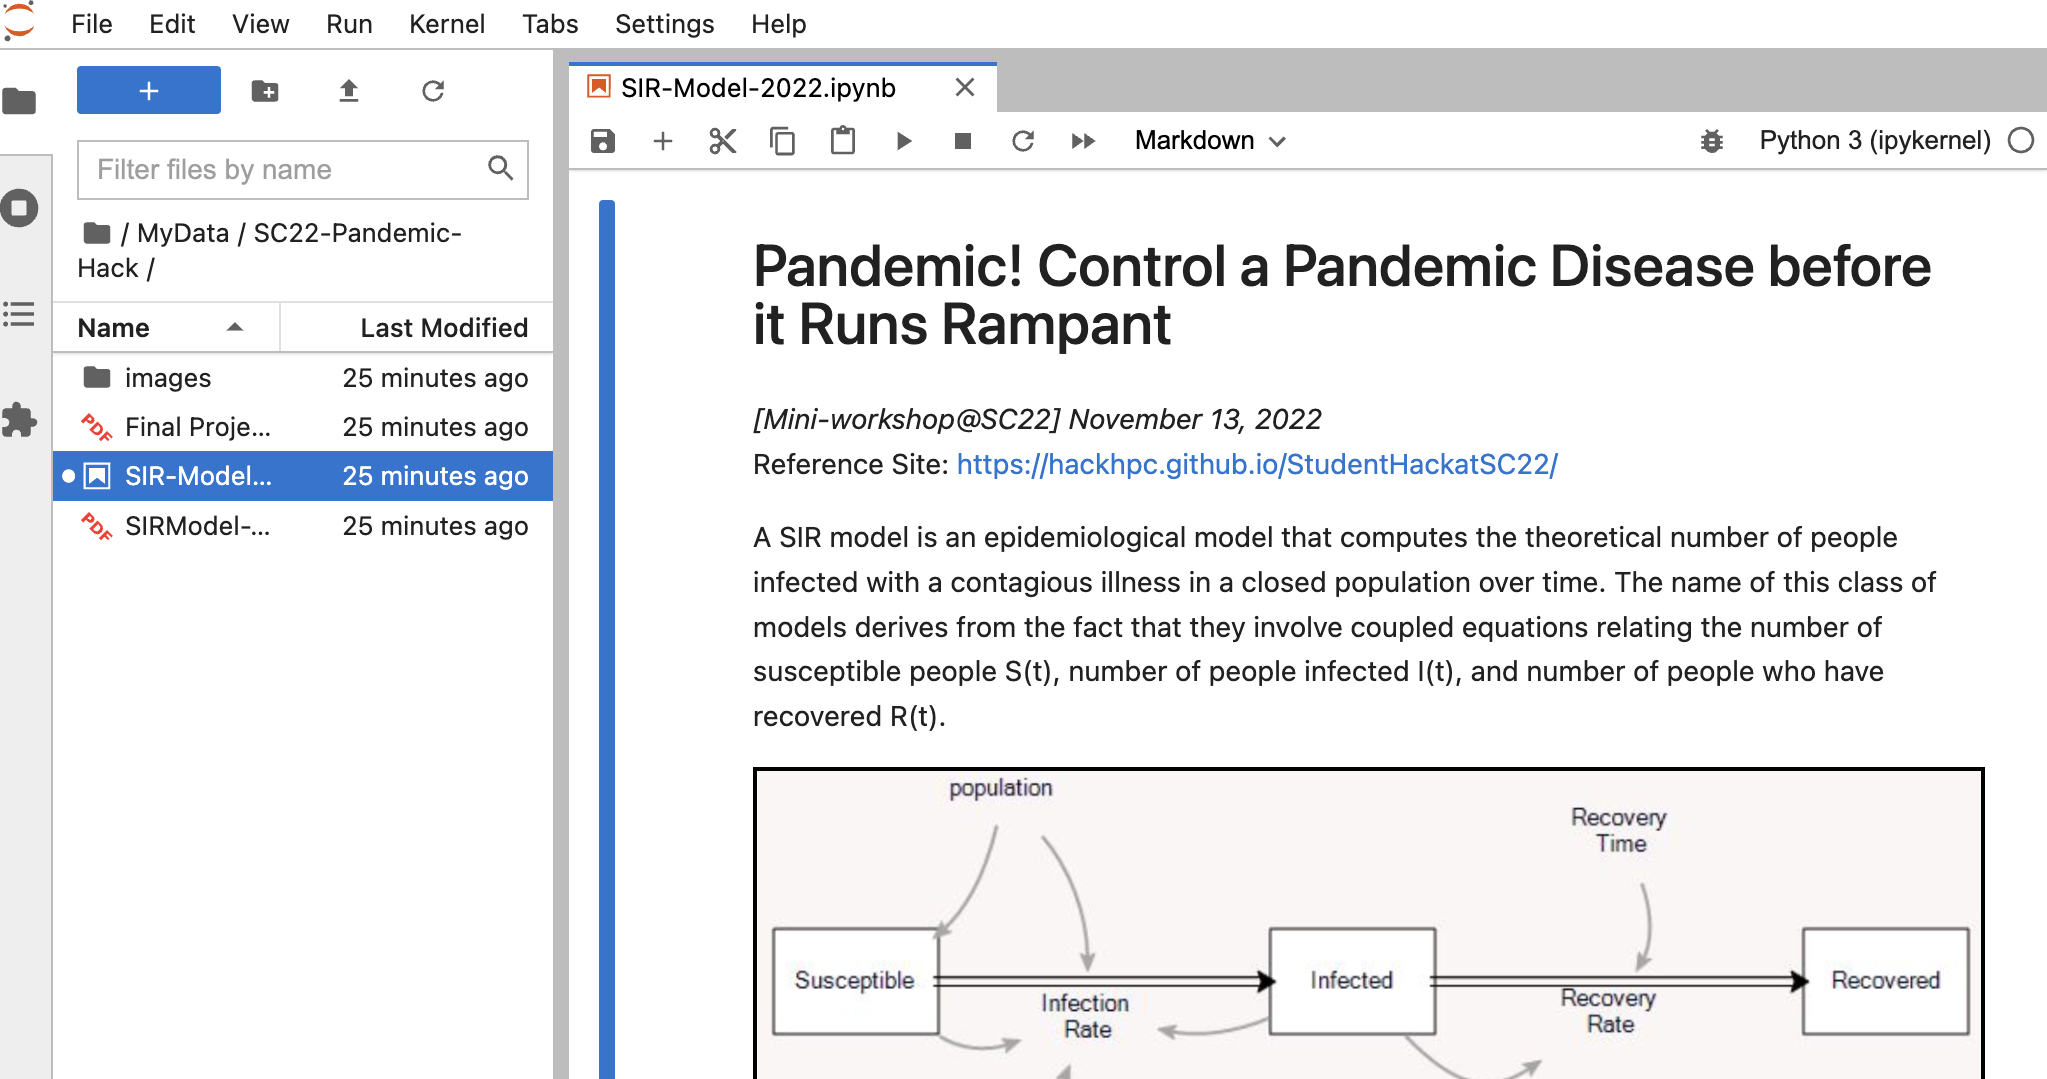 File Edit View Run Kernel Tabs Settings Help
Filter files by name
/ MyData / SC22-Pandemic-
Hack /
Name Last Modified
images 25 minutes ago
PDF Final Proje... 25 minutes ago
SIR-Model... 25 minutes ago
PDF SIRModel-... 25 minutes ago
SIR-Model-2022.ipynb
Markdown Python 3 (ipykernel)
Pandemic! Control a Pandemic Disease before
it Runs Rampant
[Mini-workshop@SC22] November 13, 2022
Reference Site: https://hackhpc.github.io/StudentHackatSC22/
A SIR model is an epidemiological model that computes the theoretical number of people
infected with a contagious illness in a closed population over time. The name of this class of
models derives from the fact that they involve coupled equations relating the number of
susceptible people S(t), number of people infected I(t), and number of people who have
recovered R(t).
population
Recovery
Time
Susceptible
Infection
Rate
Infected
Recovery
Rate
Recovered